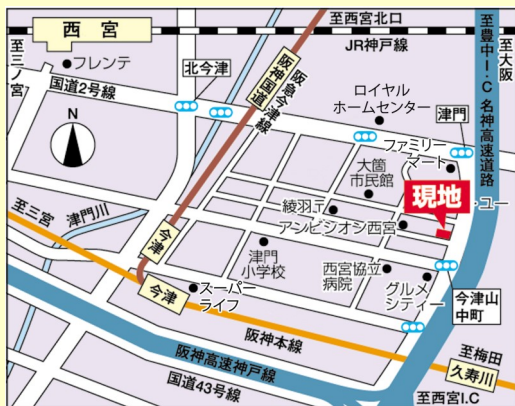 至西宮北口
西宮
JR神戸線
至三ノ宮
フレンテ
北今津
国道2号線
阪神国道
阪急今津線
至豊中I・C
名神高速道路
至大阪
ロイヤル
ホームセンター
津門
ファミリー
マート
大箇
市民館
現地
N
綾羽
アンビシオン西宮
ユー
至三宮
津門川
今津
津門
小学校
西宮協立
病院
グルメ
シティー
今津山
中町
スーパー
ライフ
今津
阪神本線
阪神高速神戸線
国道43号線
至梅田
久寿川
至西宮I.C